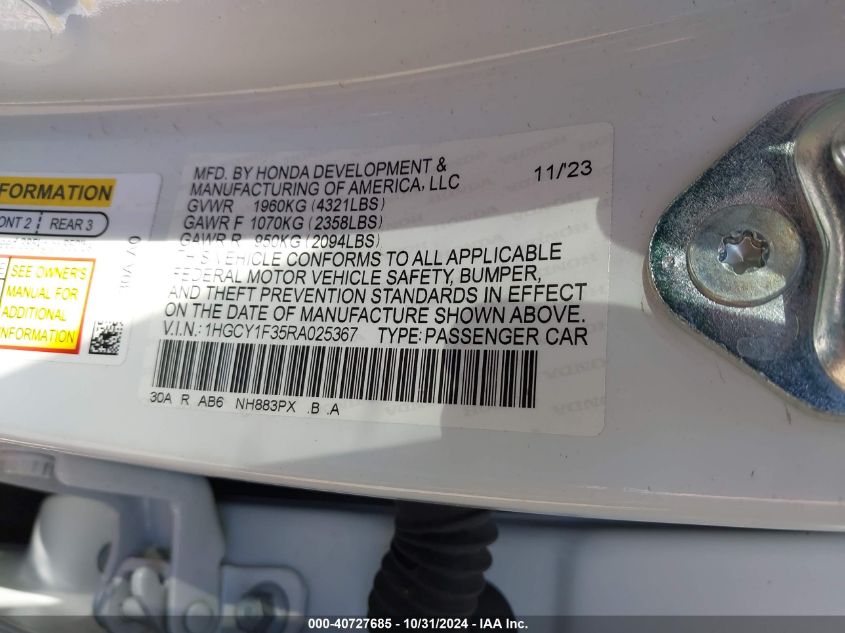 MFD. BY HONDA DEVELOPMENT &
MANUFACTURING OF AMERICA, LLC
11/'23
GVWR 1960KG (4321LBS)
GAWR F 1070KG (2358LBS)
GAWR R 950KG (2094LBS)
THIS VEHICLE CONFORMS TO ALL APPLICABLE
FEDERAL MOTOR VEHICLE SAFETY, BUMPER,
AND THEFT PREVENTION STANDARDS IN EFFECT
ON THE DATE OF MANUFACTURE SHOWN ABOVE.
V.I.N.: 1HGCY1F35RA025367 TYPE: PASSENGER CAR
30A R AB6 NH883PX .B .A
FORMATION
ONT 2 REAR 3
SEE OWNER'S
MANUAL FOR
ADDITIONAL
INFORMATION
30A A0
000-40727685 - 10/31/2024 - IAA, Inc.